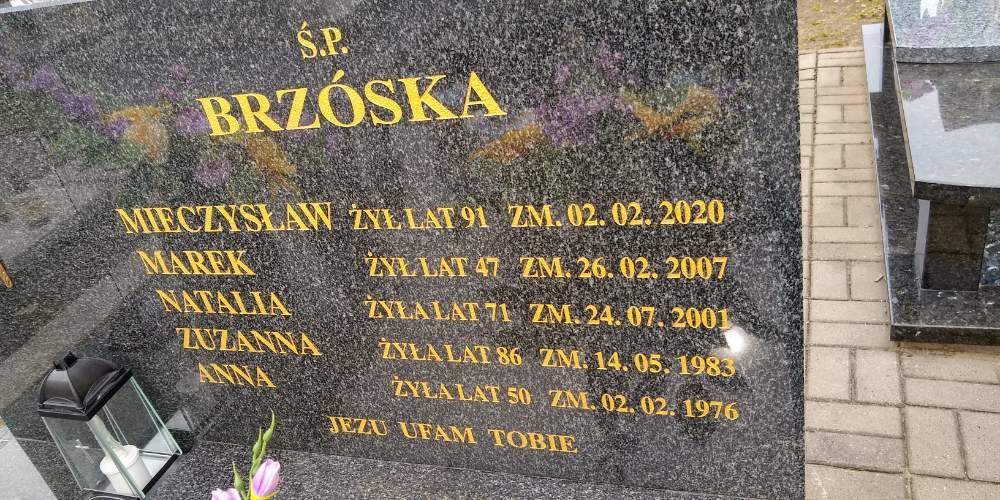 Ś.P.
BRZÓSKA
MIECZYSŁAW ŻYŁ LAT 91 ZM. 02. 02. 2020
MAREK ŻYŁ LAT 47 ZM. 26. 02. 2007
NATALIA ŻYŁA LAT 71 ZM. 24. 07. 2001
ZUZANNA ŻYŁA LAT 86 ZM. 14. 05. 1983
ANNA ŻYŁA LAT 50 ZM. 02. 02. 1976
JEZU UFAM TOBIE